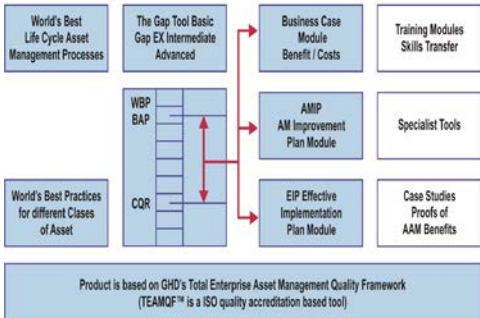 World's Best
Life Cycle Asset
Management Processes
The Gap Tool Basic
Gap EX Intermediate
Advanced
Business Case
Module
Benefit / Costs
Training Modules
Skills Transfer
WBP
BAP
CQR
AMIP
AM Improvement
Plan Module
Specialist Tools
World's Best Practices
for different Clases
of Asset
EIP Effective
Implementation
Plan Module
Case Studies
Proofs of
AAM Benefits
Product is based on GHD's Total Enterprise Asset Management Quality Framework
(TEAMQF™ is a ISO quality accreditation based tool)